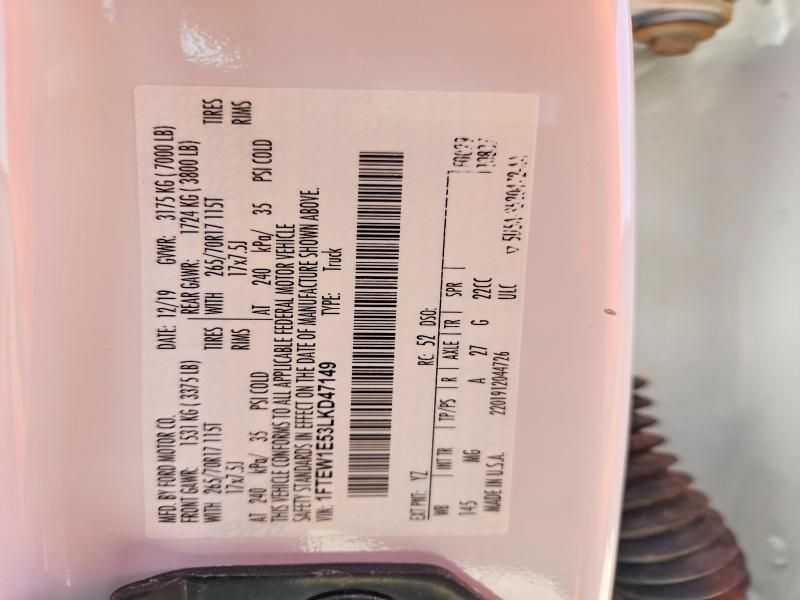 MFD. BY FORD MOTOR CO. DATE: 12/19 GVWR: 3175 KG ( 7000 LB)
FRONT GAWR: 1531 KG ( 3375 LB) REAR GAWR: 1724 KG ( 3800 LB)
WITH 265/70R17 115T TIRES WITH 265/70R17 115T TIRES
17x7.5J RIMS 17x7.5J RIMS
AT 240 kPa/ 35 PSI COLD AT 240 kPa/ 35 PSI COLD
THIS VEHICLE CONFORMS TO ALL APPLICABLE FEDERAL MOTOR VEHICLE
SAFETY STANDARDS IN EFFECT ON THE DATE OF MANUFACTURE SHOWN ABOVE.
VIN: 1FTEW1E53LKD47149 TYPE: Truck
EXT PNT: YZ RC: 52 DSO:
WB INT TR TP/PS R AXLE TR SPR
145 MG A 27 G 22CC
MADE IN U.S.A. 2201912044726 ULC